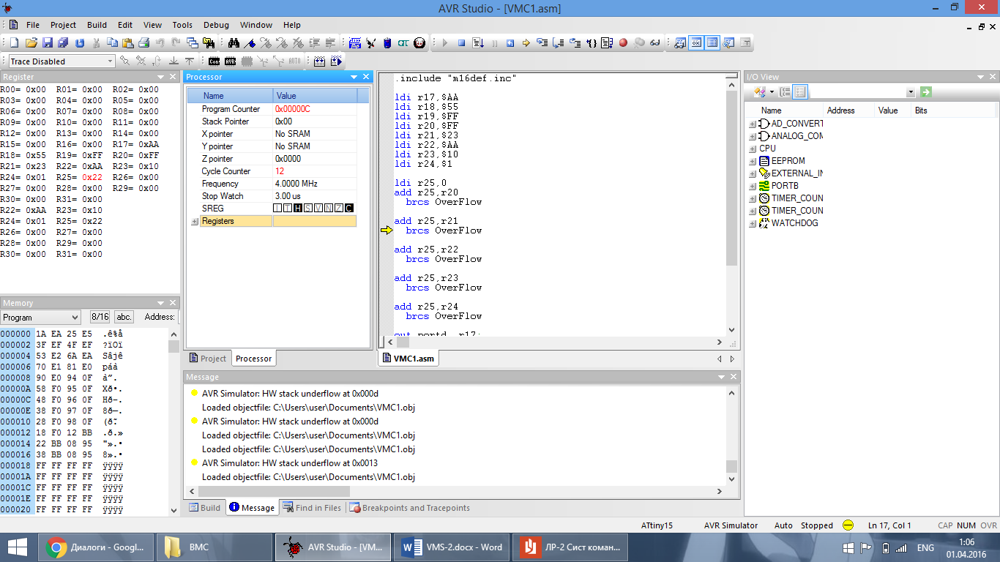 AVR Studio - [VMC1.asm]
File Project Build Edit View Tools Debug Window Help
Trace Disabled
Con AVR AUTO
Register
R00= 0x00 R01= 0x00 R02= 0x00
R03= 0x00 R04= 0x00 R05= 0x00
R06= 0x00 R07= 0x00 R08= 0x00
R09= 0x00 R10= 0x00 R11= 0x00
R12= 0x00 R13= 0x00 R14= 0x00
R15= 0x00 R16= 0x00 R17= 0xAA
R18= 0x55 R19= 0xFF R20= 0xFF
R21= 0x23 R22= 0xAA R23= 0x10
R24= 0x01 R25= 0x22 R26= 0x00
R27= 0x00 R28= 0x00 R29= 0x00
R30= 0x00 R31= 0x00
R22= 0xAA R23= 0x10
R24= 0x01 R25= 0x22
R26= 0x00 R27= 0x00
R28= 0x00 R29= 0x00
R30= 0x00 R31= 0x00
Memory
Program 8/16 abc. Address:
000000 1A EA 25 E5 .ê%å
000002 3F EF 4F EF ?ïOï
000004 53 E2 6A EA Sâjê
000006 70 E1 81 E0 páà
000008 90 E0 94 0F à”.
00000A 58 F0 95 0F Xð•.
00000C 48 F0 96 0F Hð–.
00000E 38 F0 97 0F 8ð—.
000010 28 F0 98 0F (ð˜.
000012 18 F0 12 BB .ð.»
000014 22 BB 08 95 "».•
000016 38 BB 08 95 8».•
000018 FF FF FF FF ÿÿÿÿ
00001A FF FF FF FF ÿÿÿÿ
00001C FF FF FF FF ÿÿÿÿ
00001E FF FF FF FF ÿÿÿÿ
000020 FF FF FF FF ÿÿÿÿ
Processor
Name Value
Program Counter 0x00000C
Stack Pointer 0x00
X pointer No SRAM
Y pointer No SRAM
Z pointer 0x0000
Cycle Counter 12
Frequency 4.0000 MHz
Stop Watch 3.00 us
SREG I T H S V N Z C
Registers
Project Processor
.include "m16def.inc"
ldi r17,$AA
ldi r18,$55
ldi r19,$FF
ldi r20,$FF
ldi r21,$23
ldi r22,$AA
ldi r23,$10
ldi r24,$1
ldi r25,0
add r25,r20
brcs OverFlow
add r25,r21
brcs OverFlow
add r25,r22
brcs OverFlow
add r25,r23
brcs OverFlow
add r25,r24
brcs OverFlow
out portd, r17;
VMC1.asm
I/O View
Name Address Value Bits
AD_CONVERT
ANALOG_COM
CPU
EEPROM
EXTERNAL_IN
PORTB
TIMER_COUN
TIMER_COUN
WATCHDOG
Message
AVR Simulator: HW stack underflow at 0x000d
Loaded objectfile: C:\Users\user\Documents\VMC1.obj
AVR Simulator: HW stack underflow at 0x000d
Loaded objectfile: C:\Users\user\Documents\VMC1.obj
Loaded objectfile: C:\Users\user\Documents\VMC1.obj
AVR Simulator: HW stack underflow at 0x0013
Loaded objectfile: C:\Users\user\Documents\VMC1.obj
Build Message Find in Files Breakpoints and Tracepoints
ATtiny15 AVR Simulator Auto Stopped Ln 17, Col 1 CAP NUM OVR
Диалоги - Googl... ВМС AVR Studio - [VM... VMS-2.docx - Word ЛР-2 Сист коман... ENG 1:06
01.04.2016